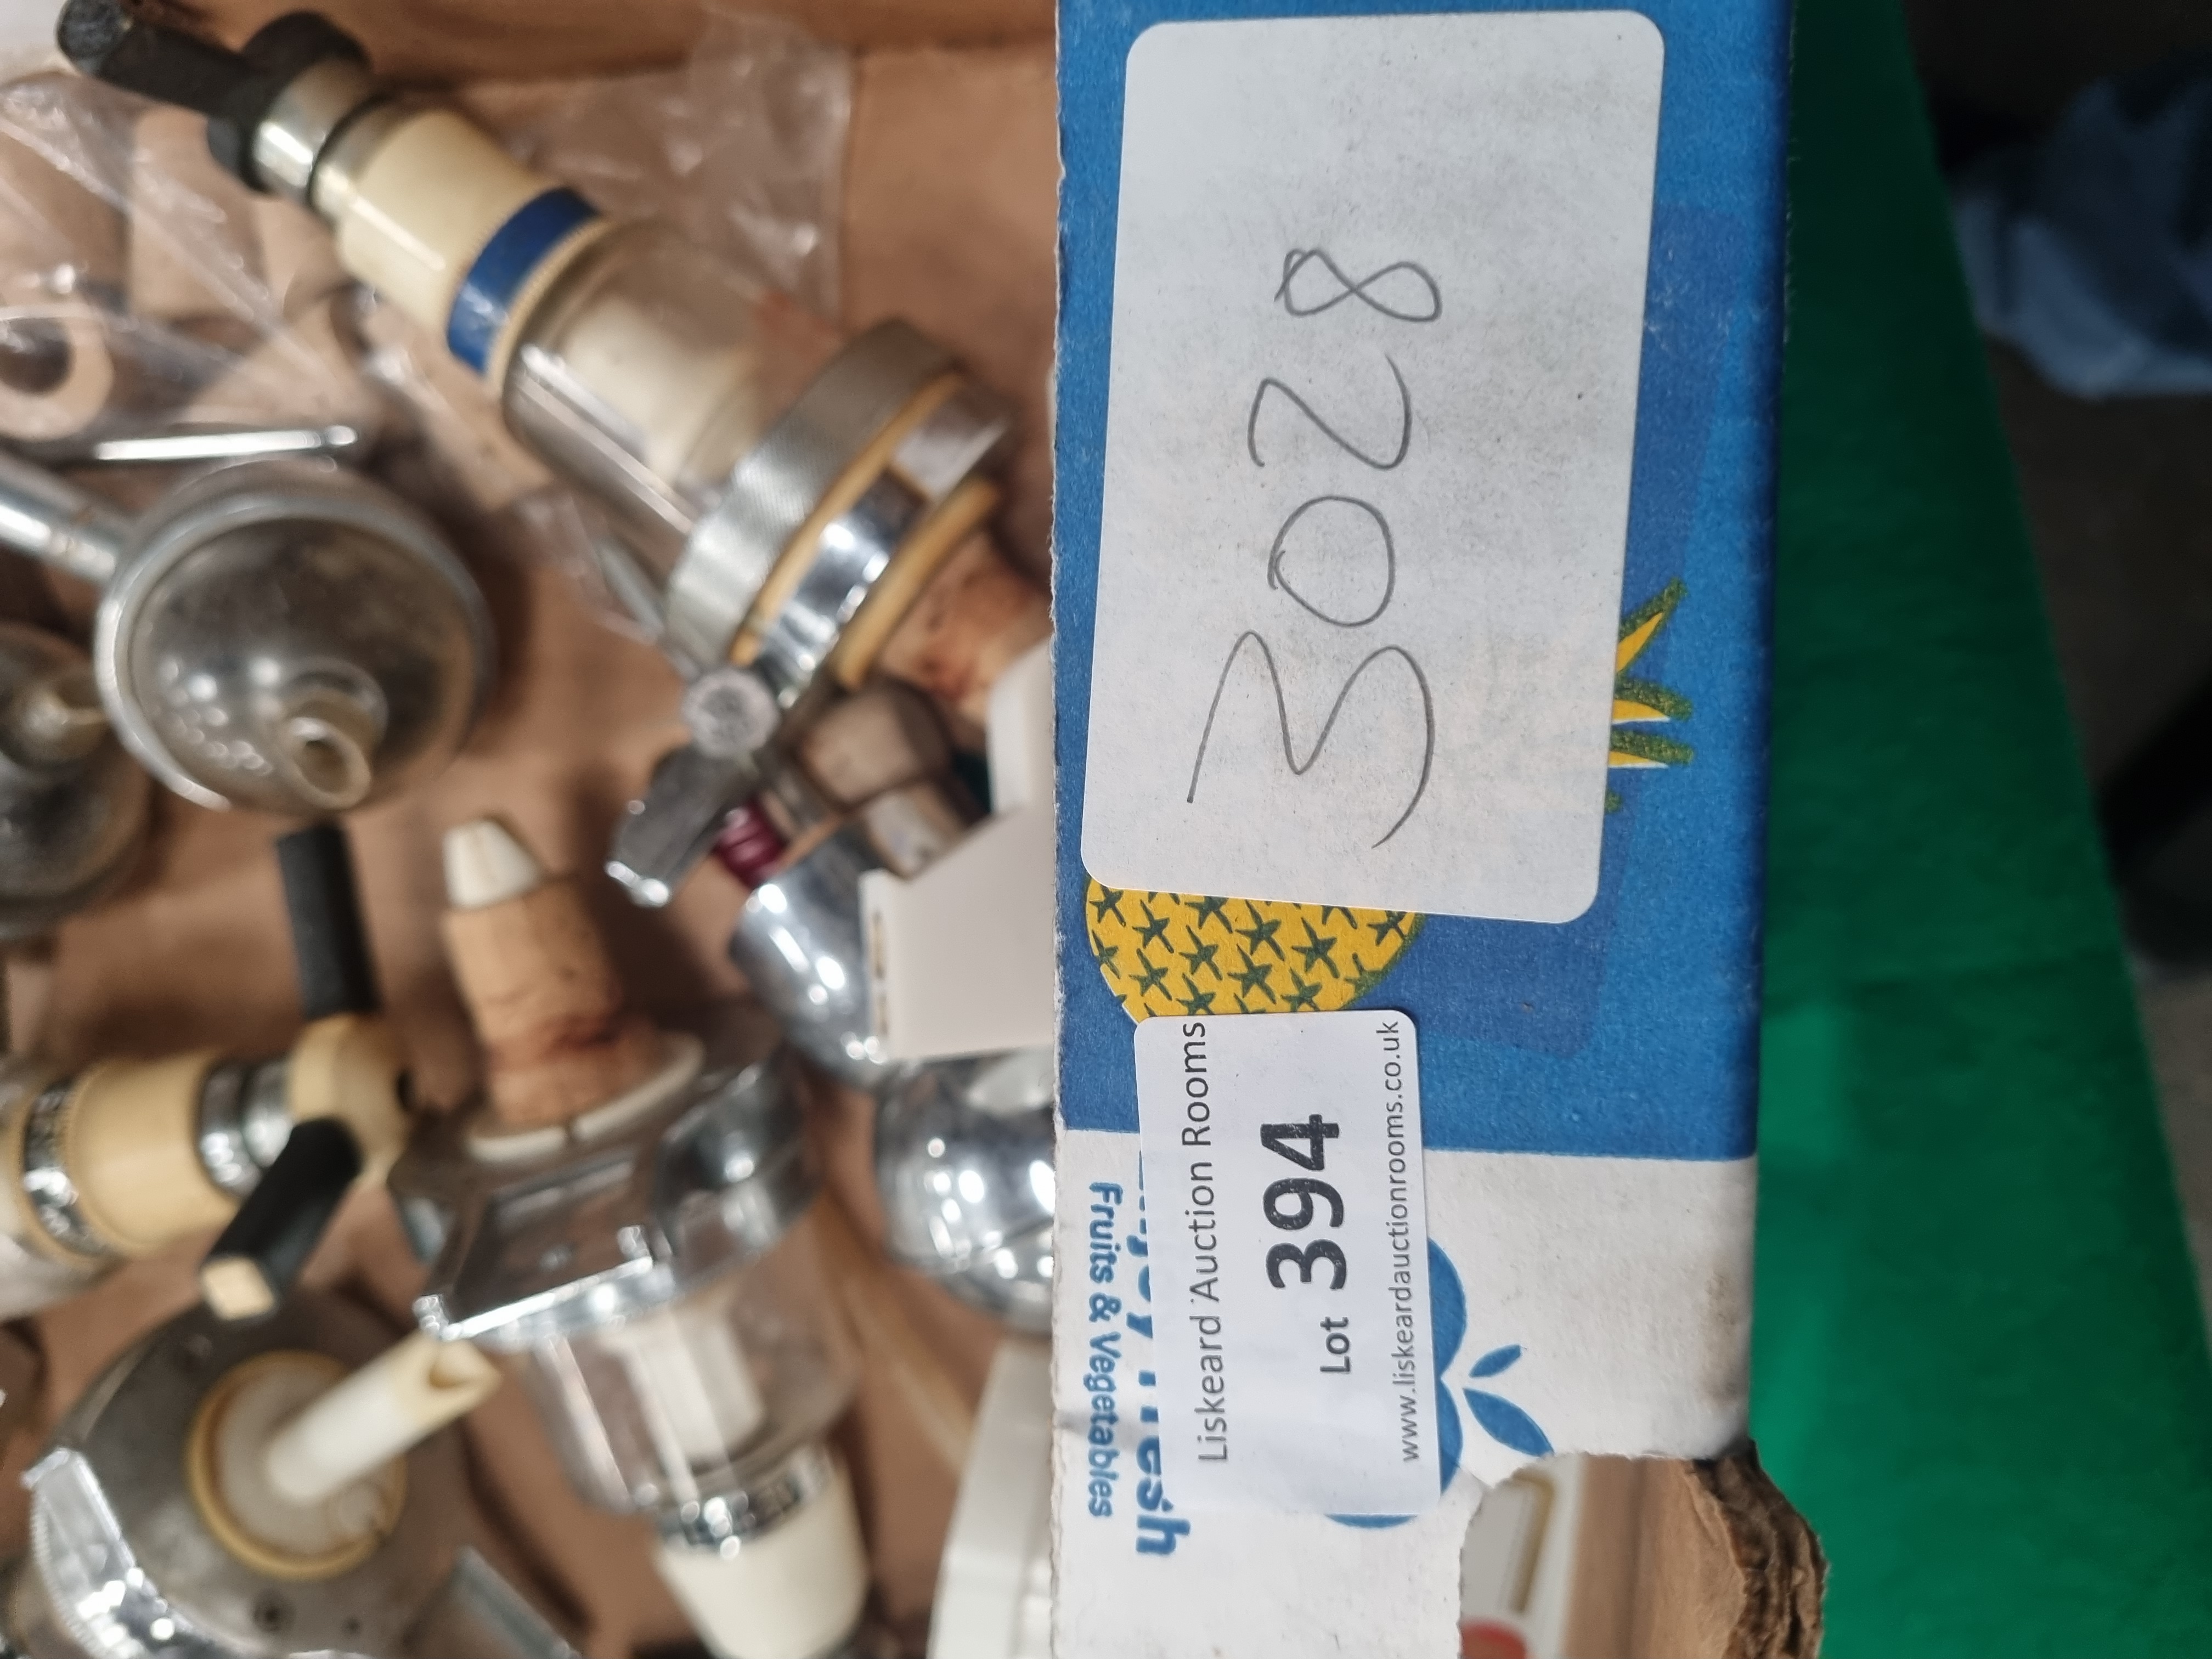 3028
Liskeard Auction Rooms
Lot 394
www.liskeardauctionrooms.co.uk
Fruits & Vegetables